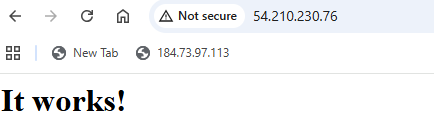 Not secure 54.210.230.76
New Tab 184.73.97.113
It works!